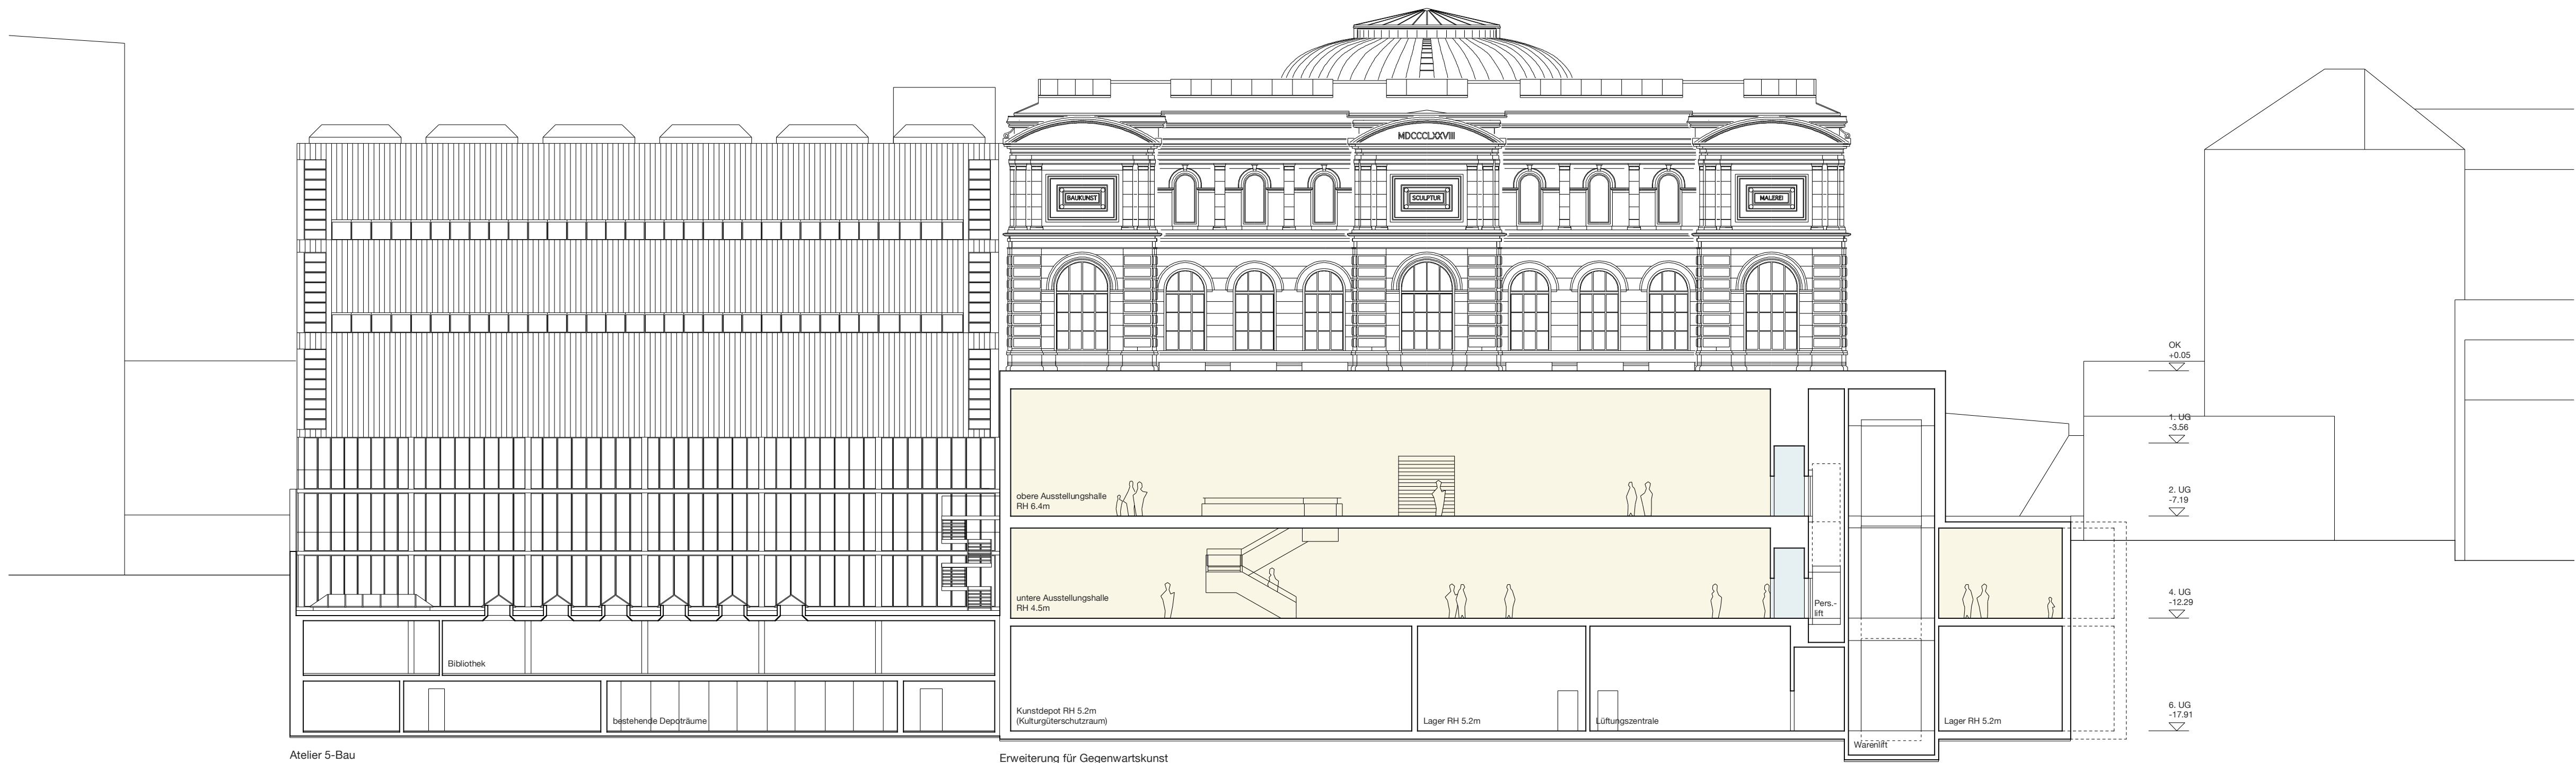 MDCCCLXXVIII
BAUKUNST
SCULPTUR
MALEREI
OK
+0.05
1. UG
-3.56
2. UG
-7.19
4. UG
-12.29
6. UG
-17.91
obere Ausstellungshalle
RH 6.4m
untere Ausstellungshalle
RH 4.5m
Pers.-
lift
Bibliothek
bestehende Depoträume
Kunstdepot RH 5.2m
(Kulturgüterschutzraum)
Lager RH 5.2m
Lüftungszentrale
Warenlift
Lager RH 5.2m
Atelier 5-Bau
Erweiterung für Gegenwartskunst